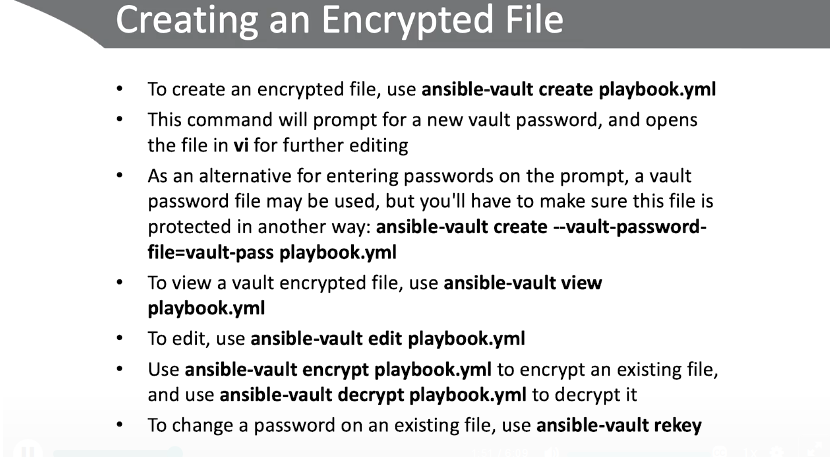 Creating an Encrypted File
• To create an encrypted file, use ansible-vault create playbook.yml
• This command will prompt for a new vault password, and opens
the file in vi for further editing
• As an alternative for entering passwords on the prompt, a vault
password file may be used, but you'll have to make sure this file is
protected in another way: ansible-vault create --vault-password-
file=vault-pass playbook.yml
• To view a vault encrypted file, use ansible-vault view
playbook.yml
• To edit, use ansible-vault edit playbook.yml
• Use ansible-vault encrypt playbook.yml to encrypt an existing file,
and use ansible-vault decrypt playbook.yml to decrypt it
• To change a password on an existing file, use ansible-vault rekey